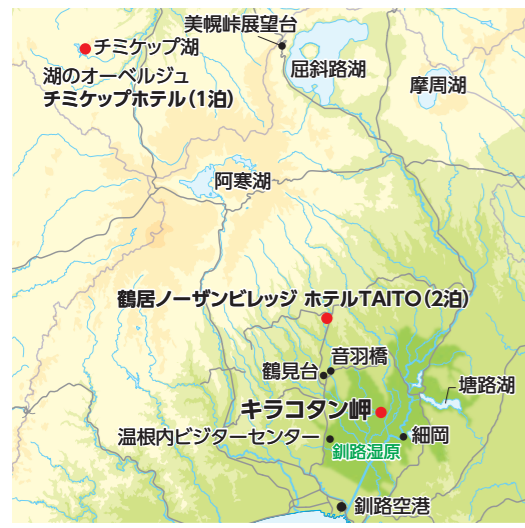 美幌峠展望台
チミケップ湖
屈斜路湖
湖のオーベルジュ
チミケップホテル(1泊)
摩周湖
阿寒湖
鶴居ノーザンビレッジ ホテルTAITO(2泊)
音羽橋
鶴見台
塘路湖
キラコタン岬
温根内ビジターセンター
釧路湿原
細岡
釧路空港